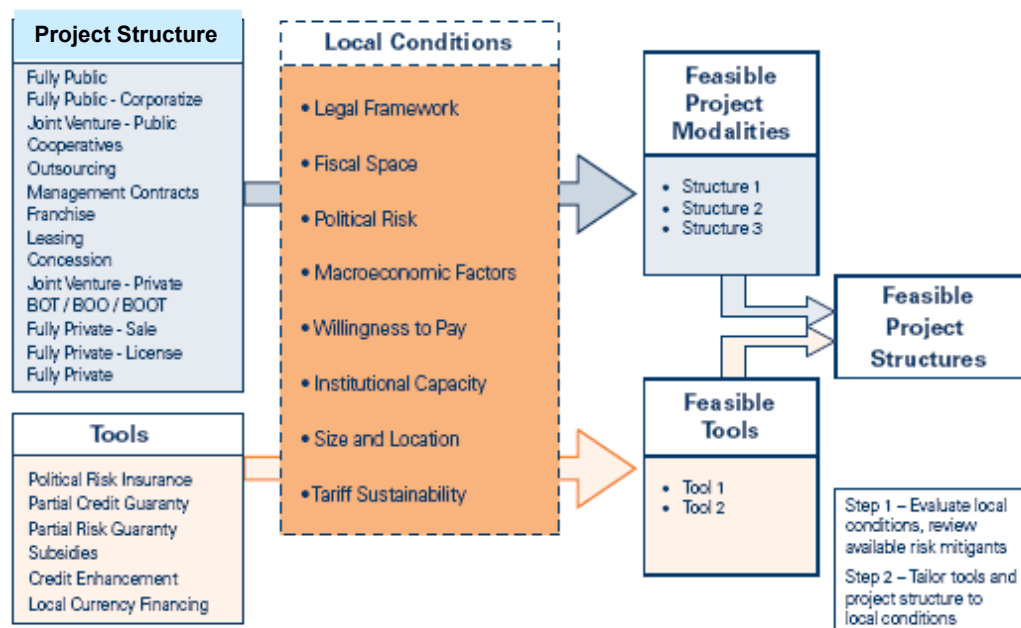 Project Structure
Fully Public
Fully Public - Corporatize
Joint Venture - Public
Cooperatives
Outsourcing
Management Contracts
Franchise
Leasing
Concession
Joint Venture - Private
BOT / BOO / BOOT
Fully Private - Sale
Fully Private - License
Fully Private
Tools
Political Risk Insurance
Partial Credit Guaranty
Partial Risk Guaranty
Subsidies
Credit Enhancement
Local Currency Financing
Local Conditions
• Legal Framework
• Fiscal Space
• Political Risk
• Macroeconomic Factors
• Willingness to Pay
• Institutional Capacity
• Size and Location
• Tariff Sustainability
Feasible
Project
Modalities
• Structure 1
• Structure 2
• Structure 3
Feasible
Tools
• Tool 1
• Tool 2
Feasible
Project
Structures
Step 1 – Evaluate local
conditions, review
available risk mitigants
Step 2 – Tailor tools and
project structure to
local conditions